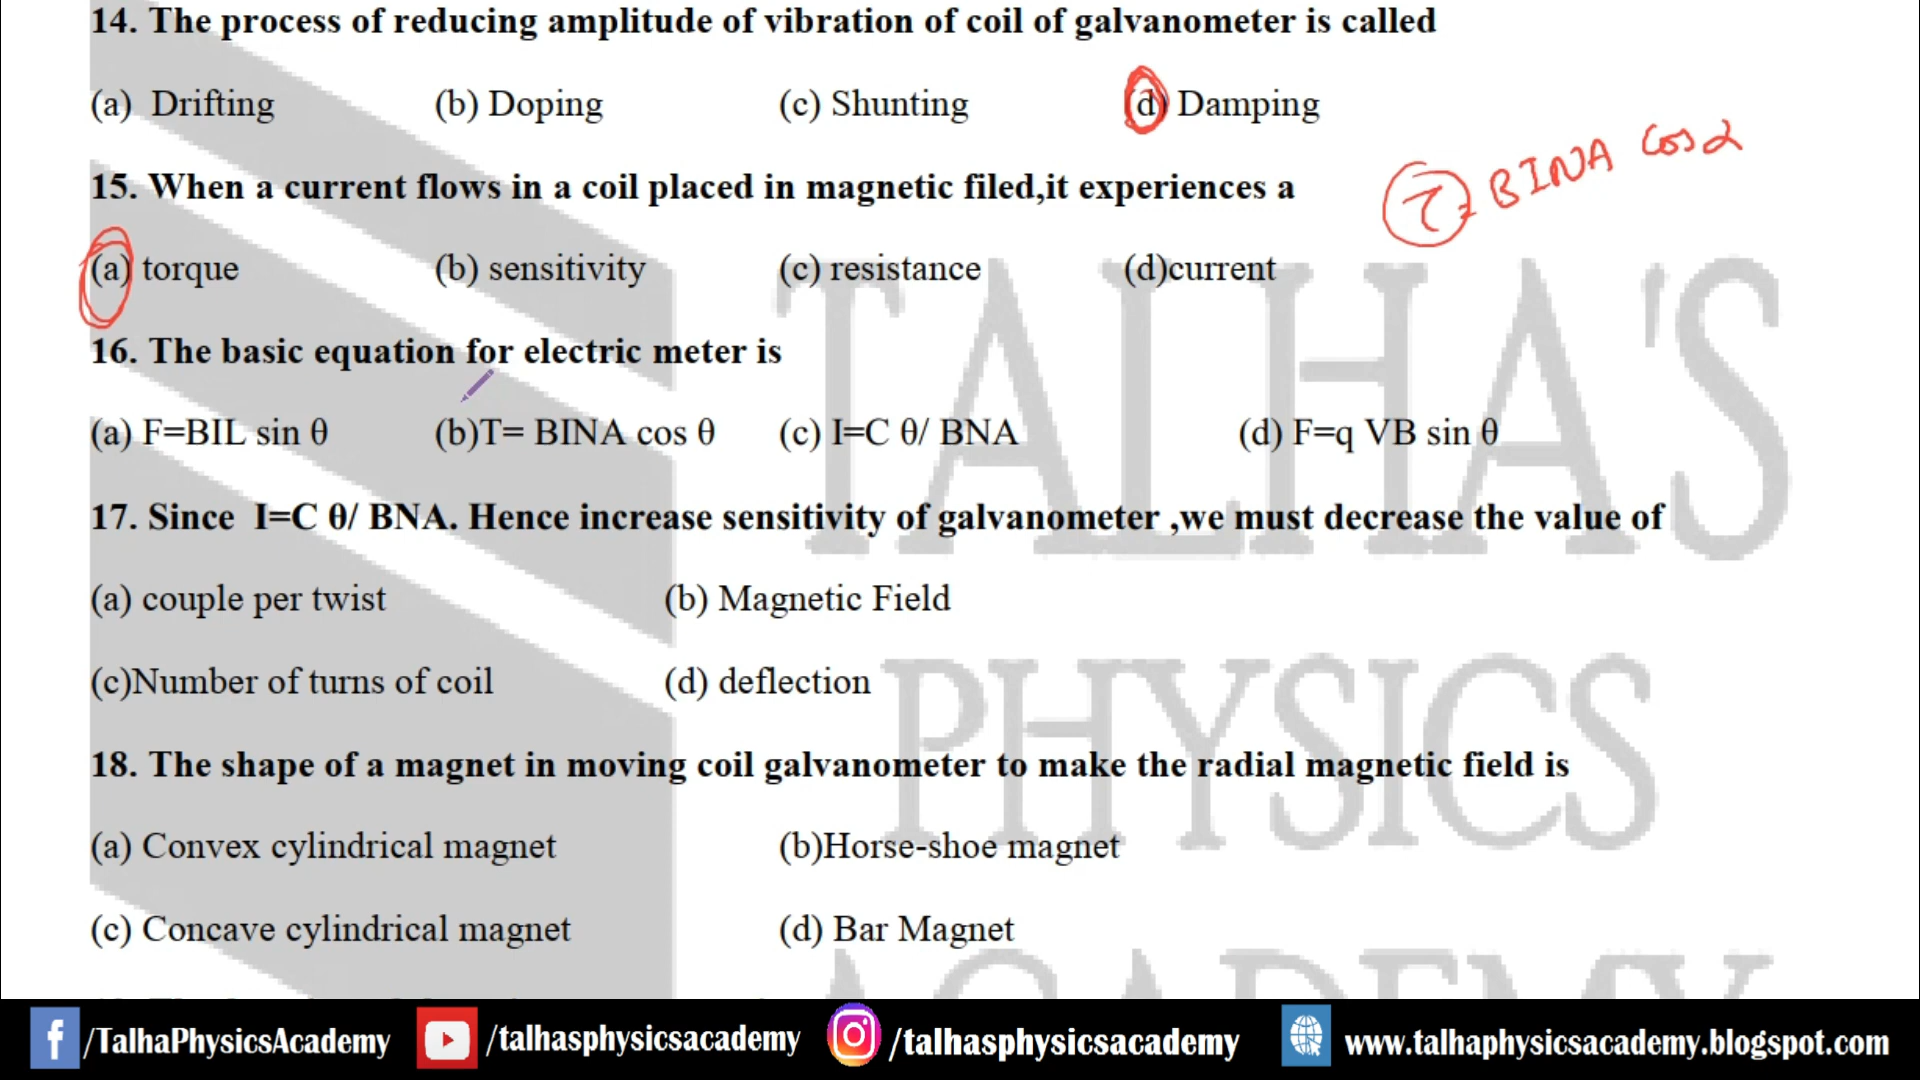 14. The process of reducing amplitude of vibration of coil of galvanometer is called
(a) Drifting (b) Doping (c) Shunting (d) Damping
τ = BINA Cos α
15. When a current flows in a coil placed in magnetic filed,it experiences a
(a) torque (b) sensitivity (c) resistance (d)current
16. The basic equation for electric meter is
(a) F=BIL sin θ (b)T= BINA cos θ (c) I=C θ/ BNA (d) F=q VB sin θ
17. Since I=C θ/ BNA. Hence increase sensitivity of galvanometer ,we must decrease the value of
(a) couple per twist (b) Magnetic Field
(c)Number of turns of coil (d) deflection
18. The shape of a magnet in moving coil galvanometer to make the radial magnetic field is
(a) Convex cylindrical magnet (b)Horse-shoe magnet
(c) Concave cylindrical magnet (d) Bar Magnet
TALHA'S
PHYSICS
ACADEMY
/TalhaPhysicsAcademy /talhasphysicsacademy /talhasphysicsacademy www.talhaphysicsacademy.blogspot.com